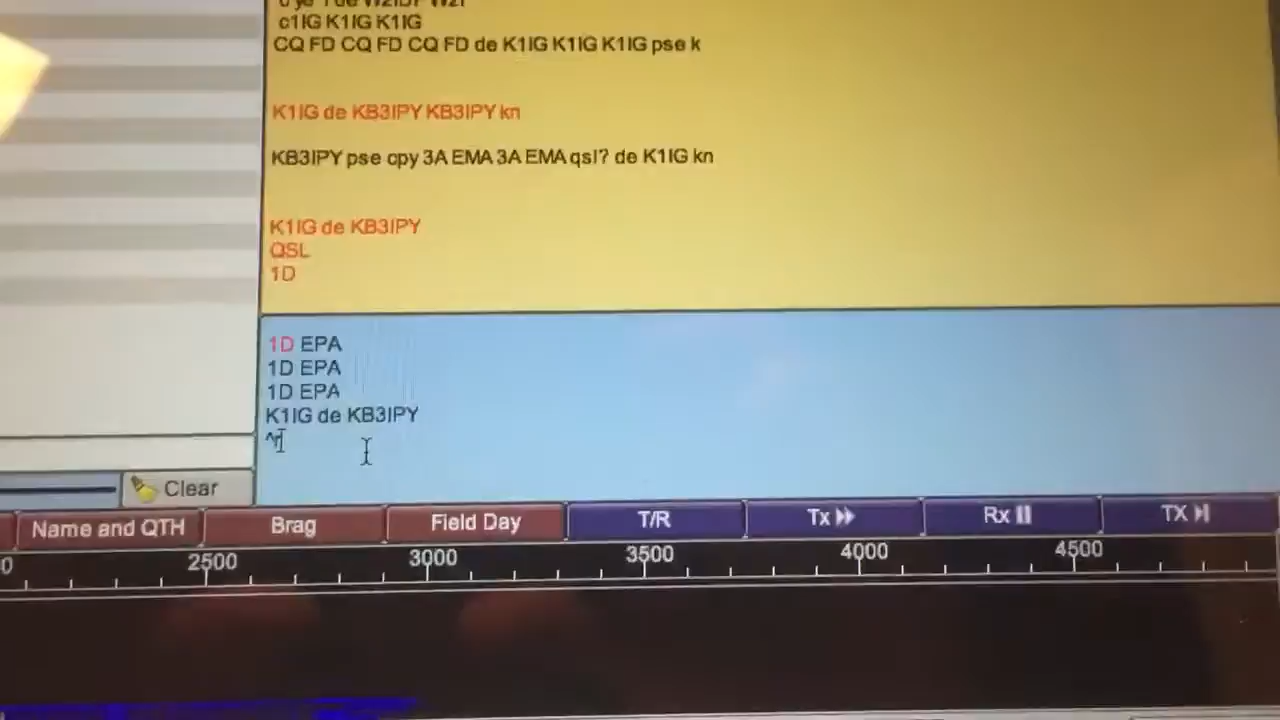 c1IG K1IG K1IG
CQ FD CQ FD CQ FD de K1IG K1IG K1IG pse k
K1IG de KB3IPY KB3IPY kn
KB3IPY pse cpy 3A EMA 3A EMA qsl? de K1IG kn
K1IG de KB3IPY
QSL
1D
1D EPA
1D EPA
1D EPA
K1IG de KB3IPY
^r
Clear
Name and QTH
Brag
Field Day
T/R
Tx
Rx
TX
2500
3000
3500
4000
4500